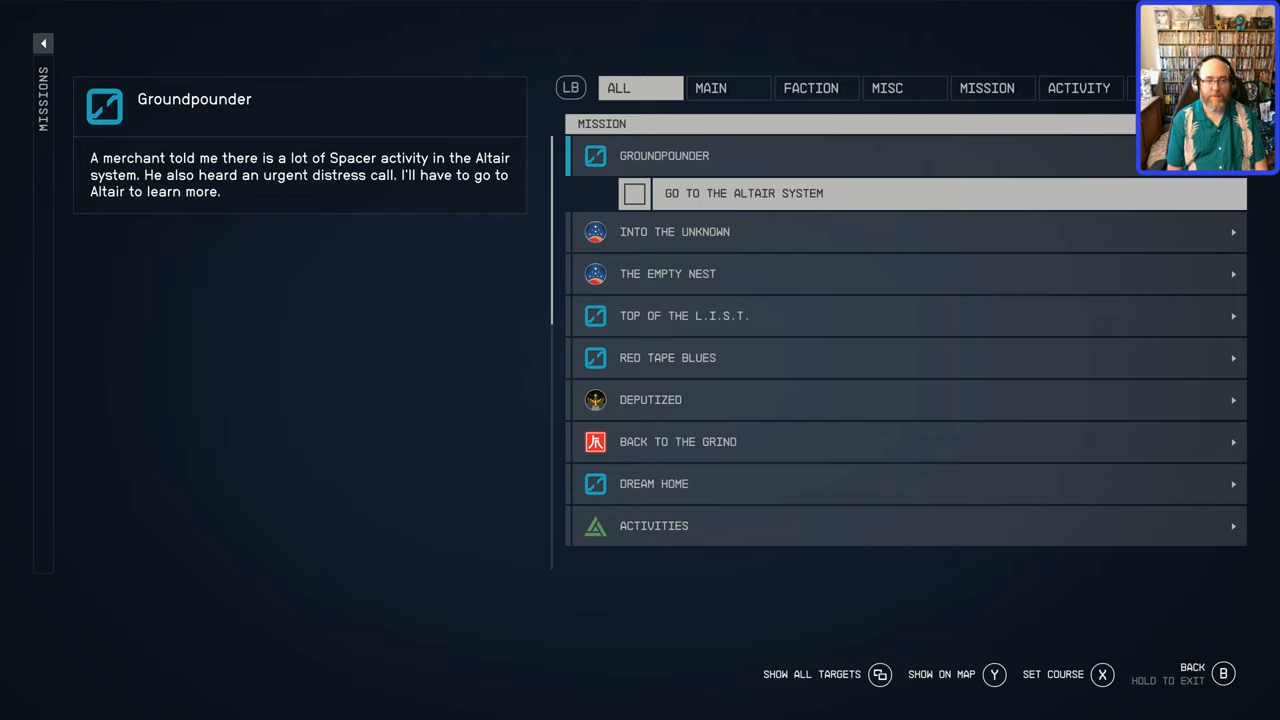 MISSIONS
Groundpounder
A merchant told me there is a lot of Spacer activity in the Altair
system. He also heard an urgent distress call. I'll have to go to
Altair to learn more.
LB ALL MAIN FACTION MISC MISSION ACTIVITY
MISSION
GROUNDPOUNDER
GO TO THE ALTAIR SYSTEM
INTO THE UNKNOWN
THE EMPTY NEST
TOP OF THE L.I.S.T.
RED TAPE BLUES
DEPUTIZED
BACK TO THE GRIND
DREAM HOME
ACTIVITIES
SHOW ALL TARGETS SHOW ON MAP Y SET COURSE X BACK B
HOLD TO EXIT